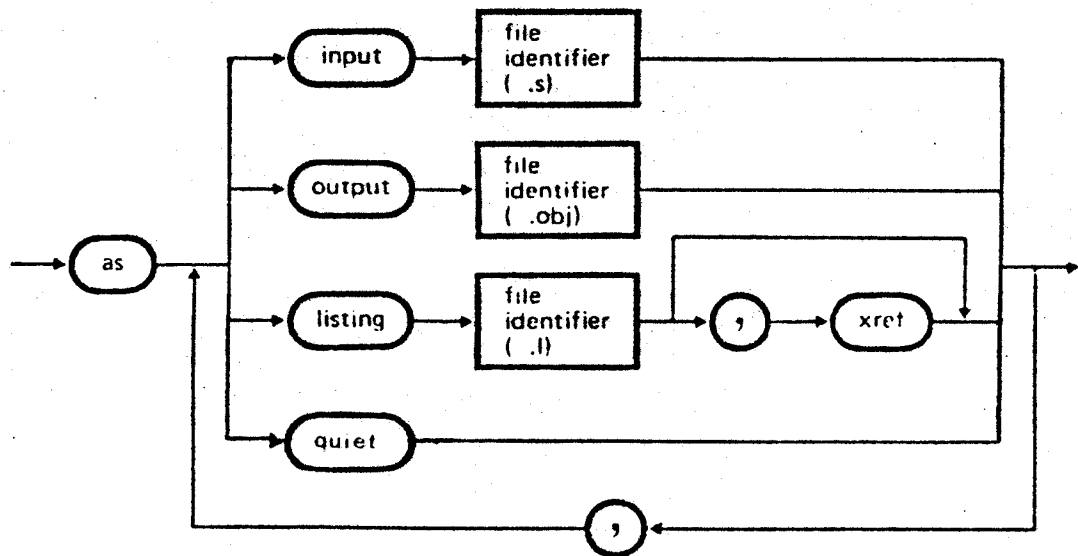 input
file
identifier
( .s)
output
file
identifier
( .obj)
as
listing
file
identifier
( .l)
,
xref
quiet
,